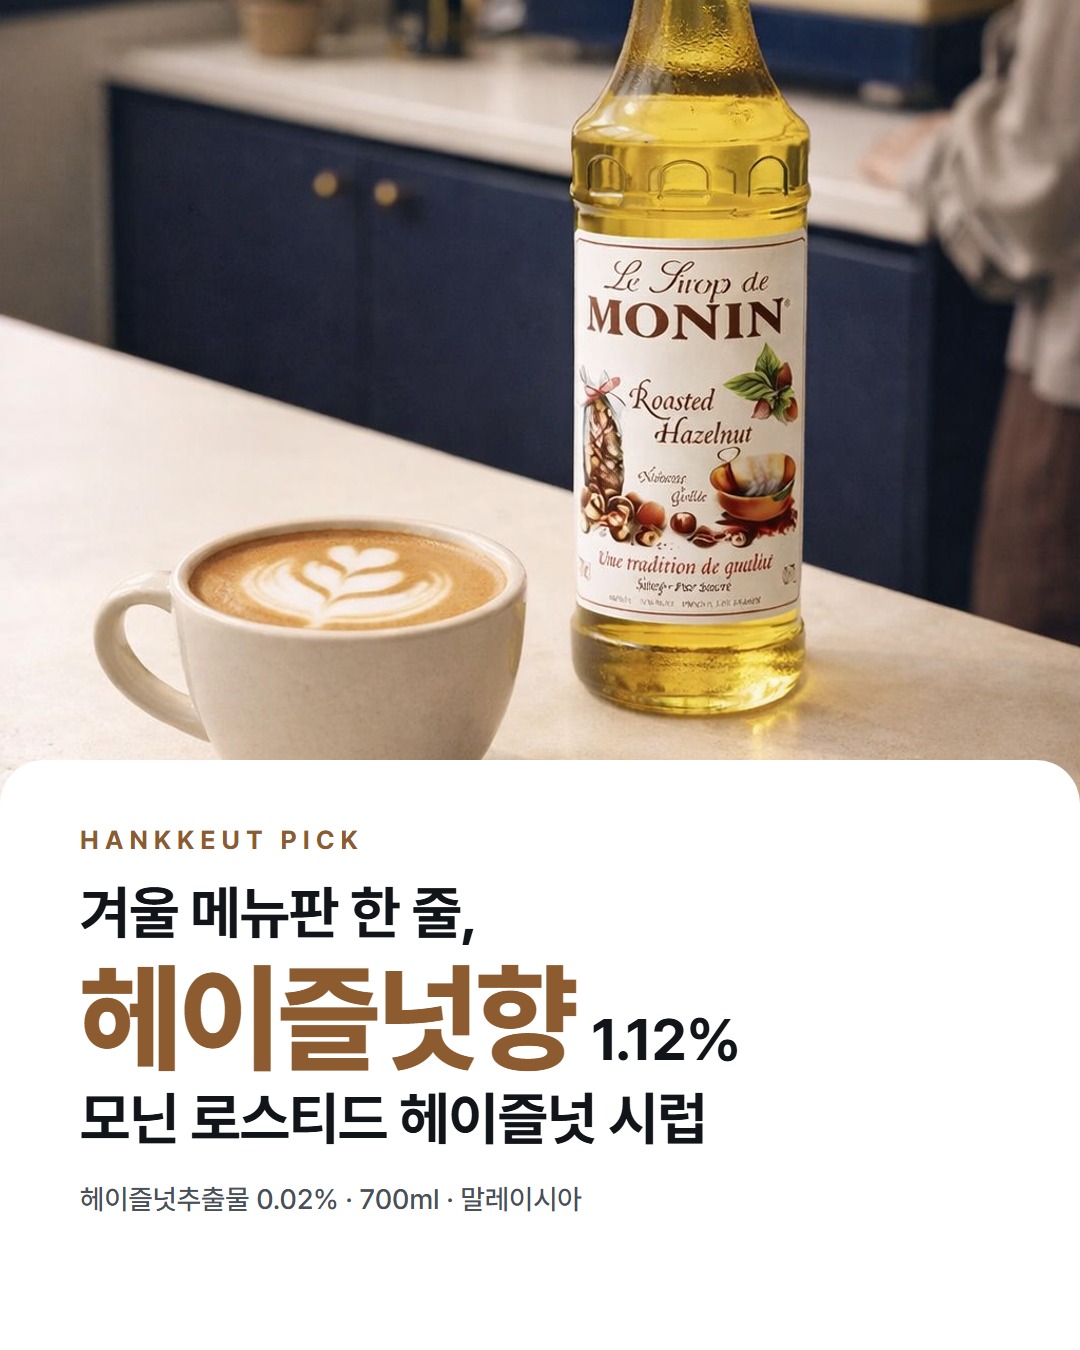 Le Sirop de
MONIN
Roasted
Hazelnut
Une tradition de
HANKKEUT PICK
겨울 메뉴판 한 줄,
헤이즐넛향 1.12%
모닌 로스티드 헤이즐넛 시럽
헤이즐넛추출물 0.02% · 700ml · 말레이시아